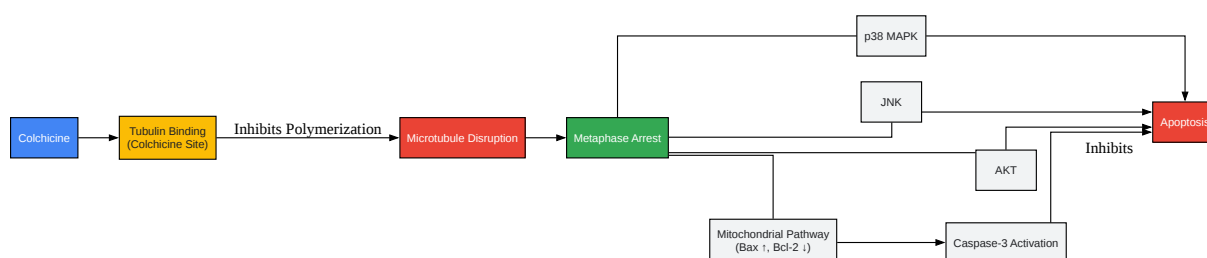 p38 MAPK
JNK
Colchicine
Tubulin Binding
(Colchicine Site)
Inhibits Polymerization
Microtubule Disruption
Metaphase Arrest
Apoptosis
Inhibits
AKT
Mitochondrial Pathway
(Bax ↑, Bcl-2 ↓)
Caspase-3 Activation